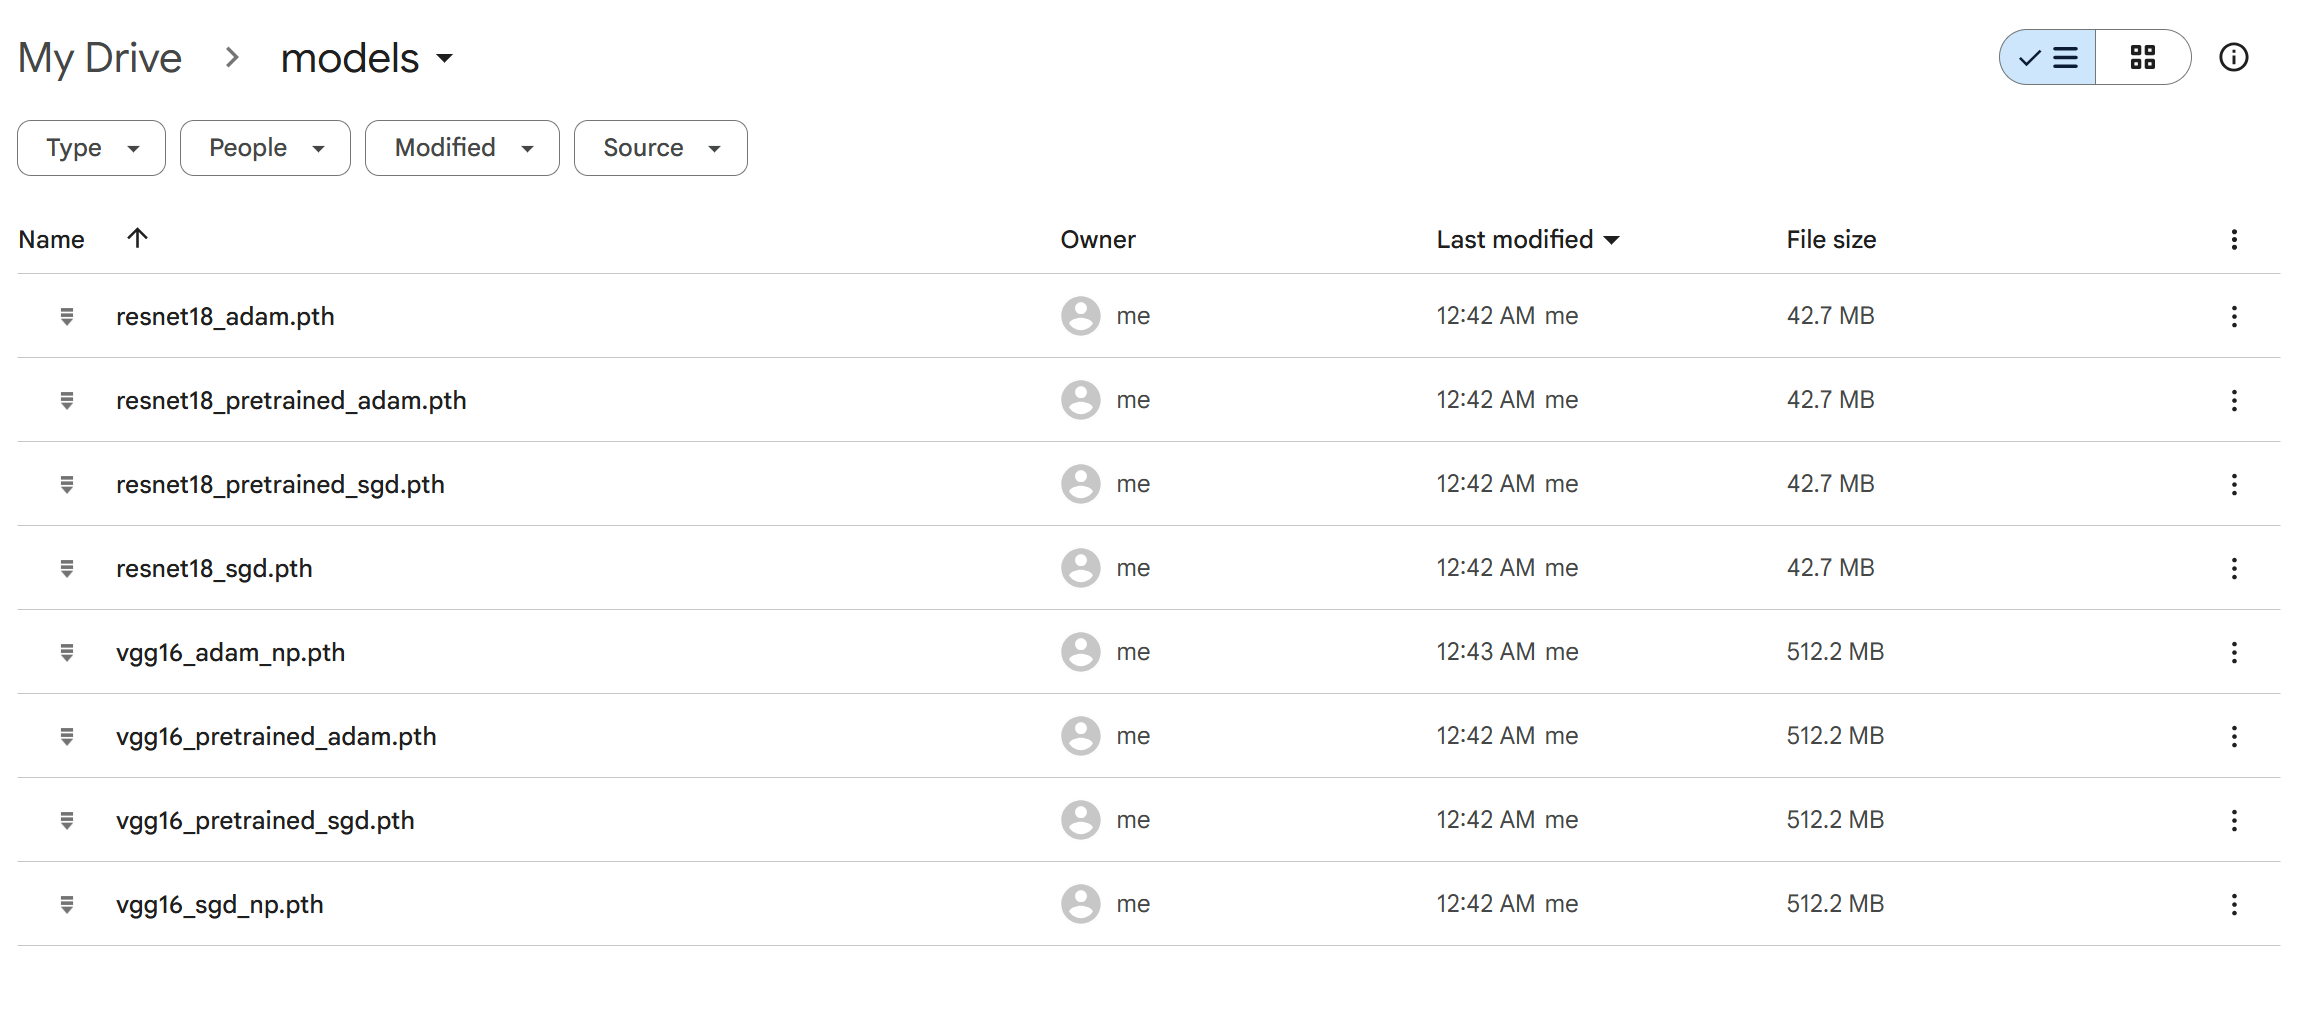 My Drive > models
Type People Modified Source
Name Owner Last modified File size
resnet18_adam.pth me 12:42 AM me 42.7 MB
resnet18_pretrained_adam.pth me 12:42 AM me 42.7 MB
resnet18_pretrained_sgd.pth me 12:42 AM me 42.7 MB
resnet18_sgd.pth me 12:42 AM me 42.7 MB
vgg16_adam_np.pth me 12:43 AM me 512.2 MB
vgg16_pretrained_adam.pth me 12:42 AM me 512.2 MB
vgg16_pretrained_sgd.pth me 12:42 AM me 512.2 MB
vgg16_sgd_np.pth me 12:42 AM me 512.2 MB